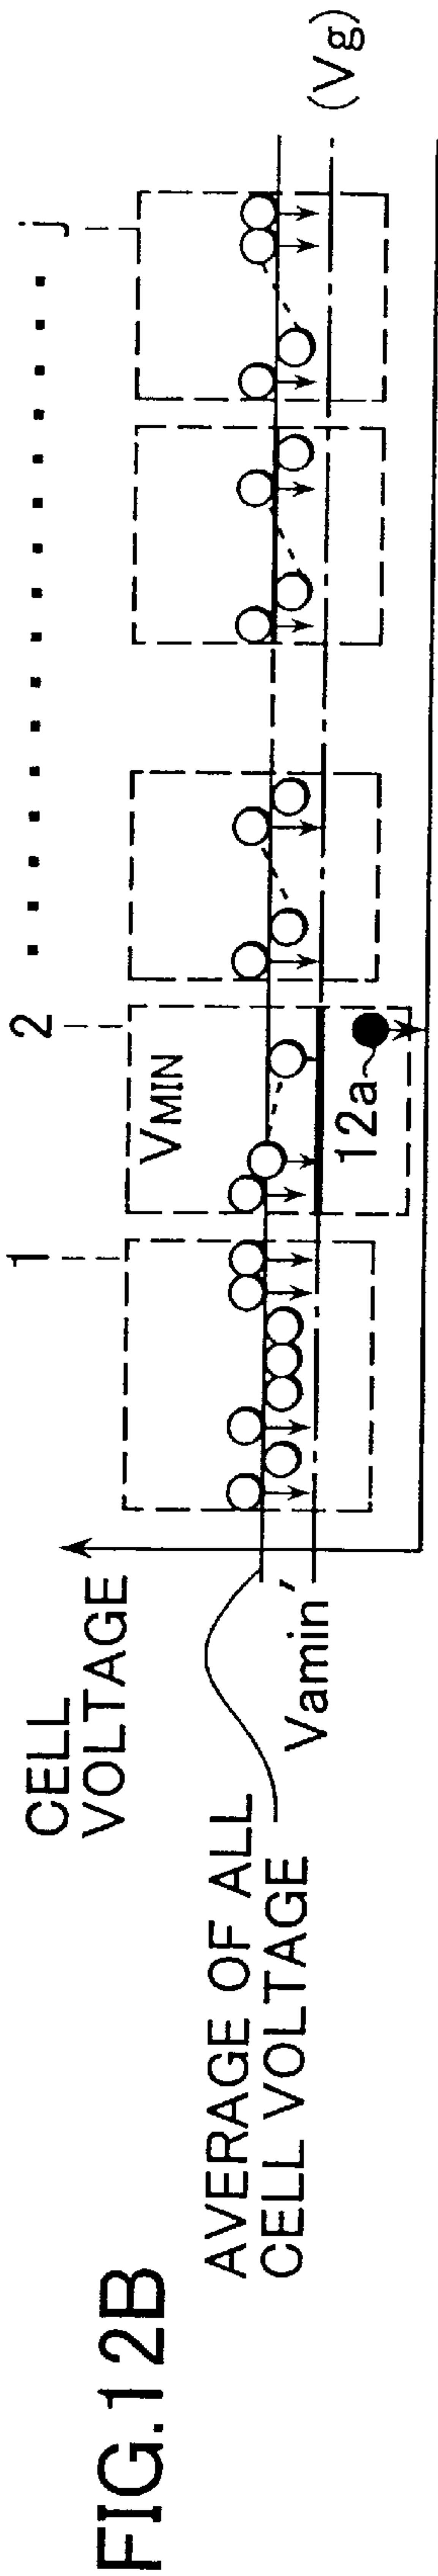 FIG.12B
CELL
VOLTAGE
AVERAGE OF ALL
CELL VOLTAGE
Vamin′
1
2
j
VMIN
12a
(Vg)